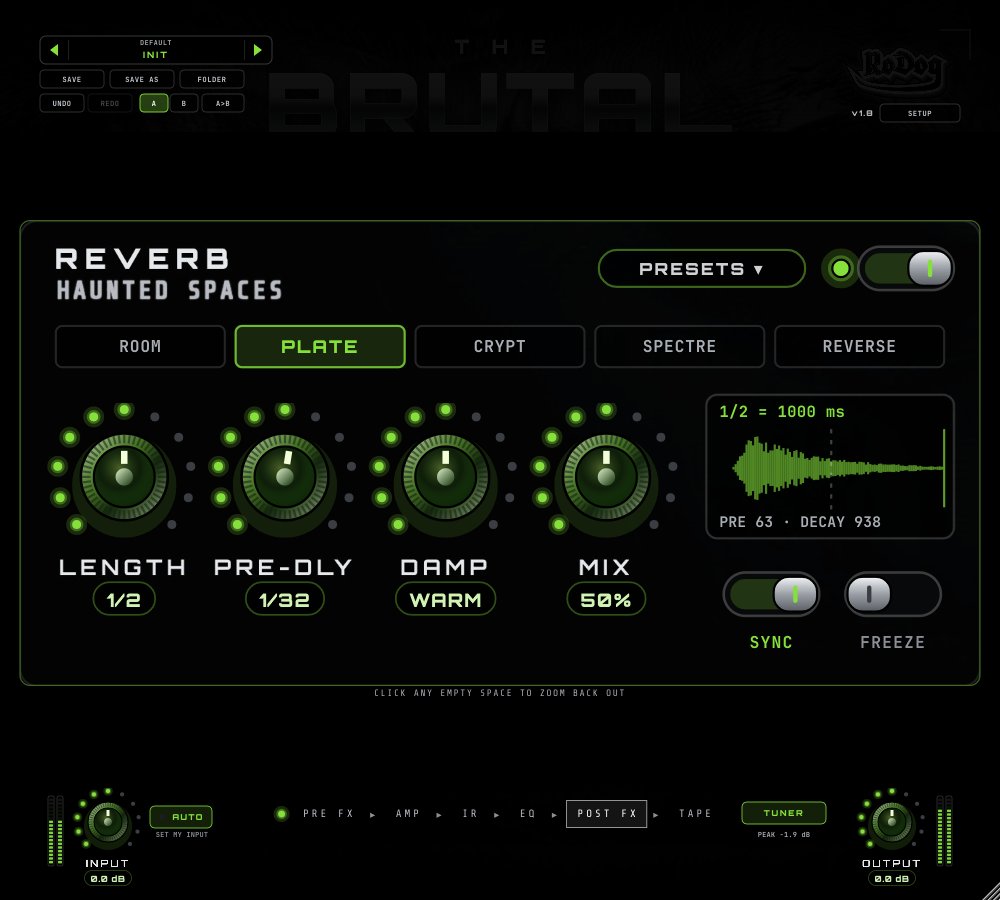 DEFAULT
INIT
SAVE
SAVE AS
FOLDER
UNDO
REDO
A
B
A>B
THE
BRUTAL
KoDog
v1.8
SETUP
REVERB
HAUNTED SPACES
PRESETS ▾
ROOM
PLATE
CRYPT
SPECTRE
REVERSE
1/2 = 1000 ms
PRE 63 · DECAY 938
LENGTH
PRE-DLY
DAMP
MIX
1/2
1/32
WARM
50%
SYNC
FREEZE
CLICK ANY EMPTY SPACE TO ZOOM BACK OUT
AUTO
SET MY INPUT
INPUT
0.0 dB
PRE FX ▸ AMP ▸ IR ▸ EQ ▸ POST FX ▸ TAPE
TUNER
PEAK -1.9 dB
OUTPUT
0.0 dB